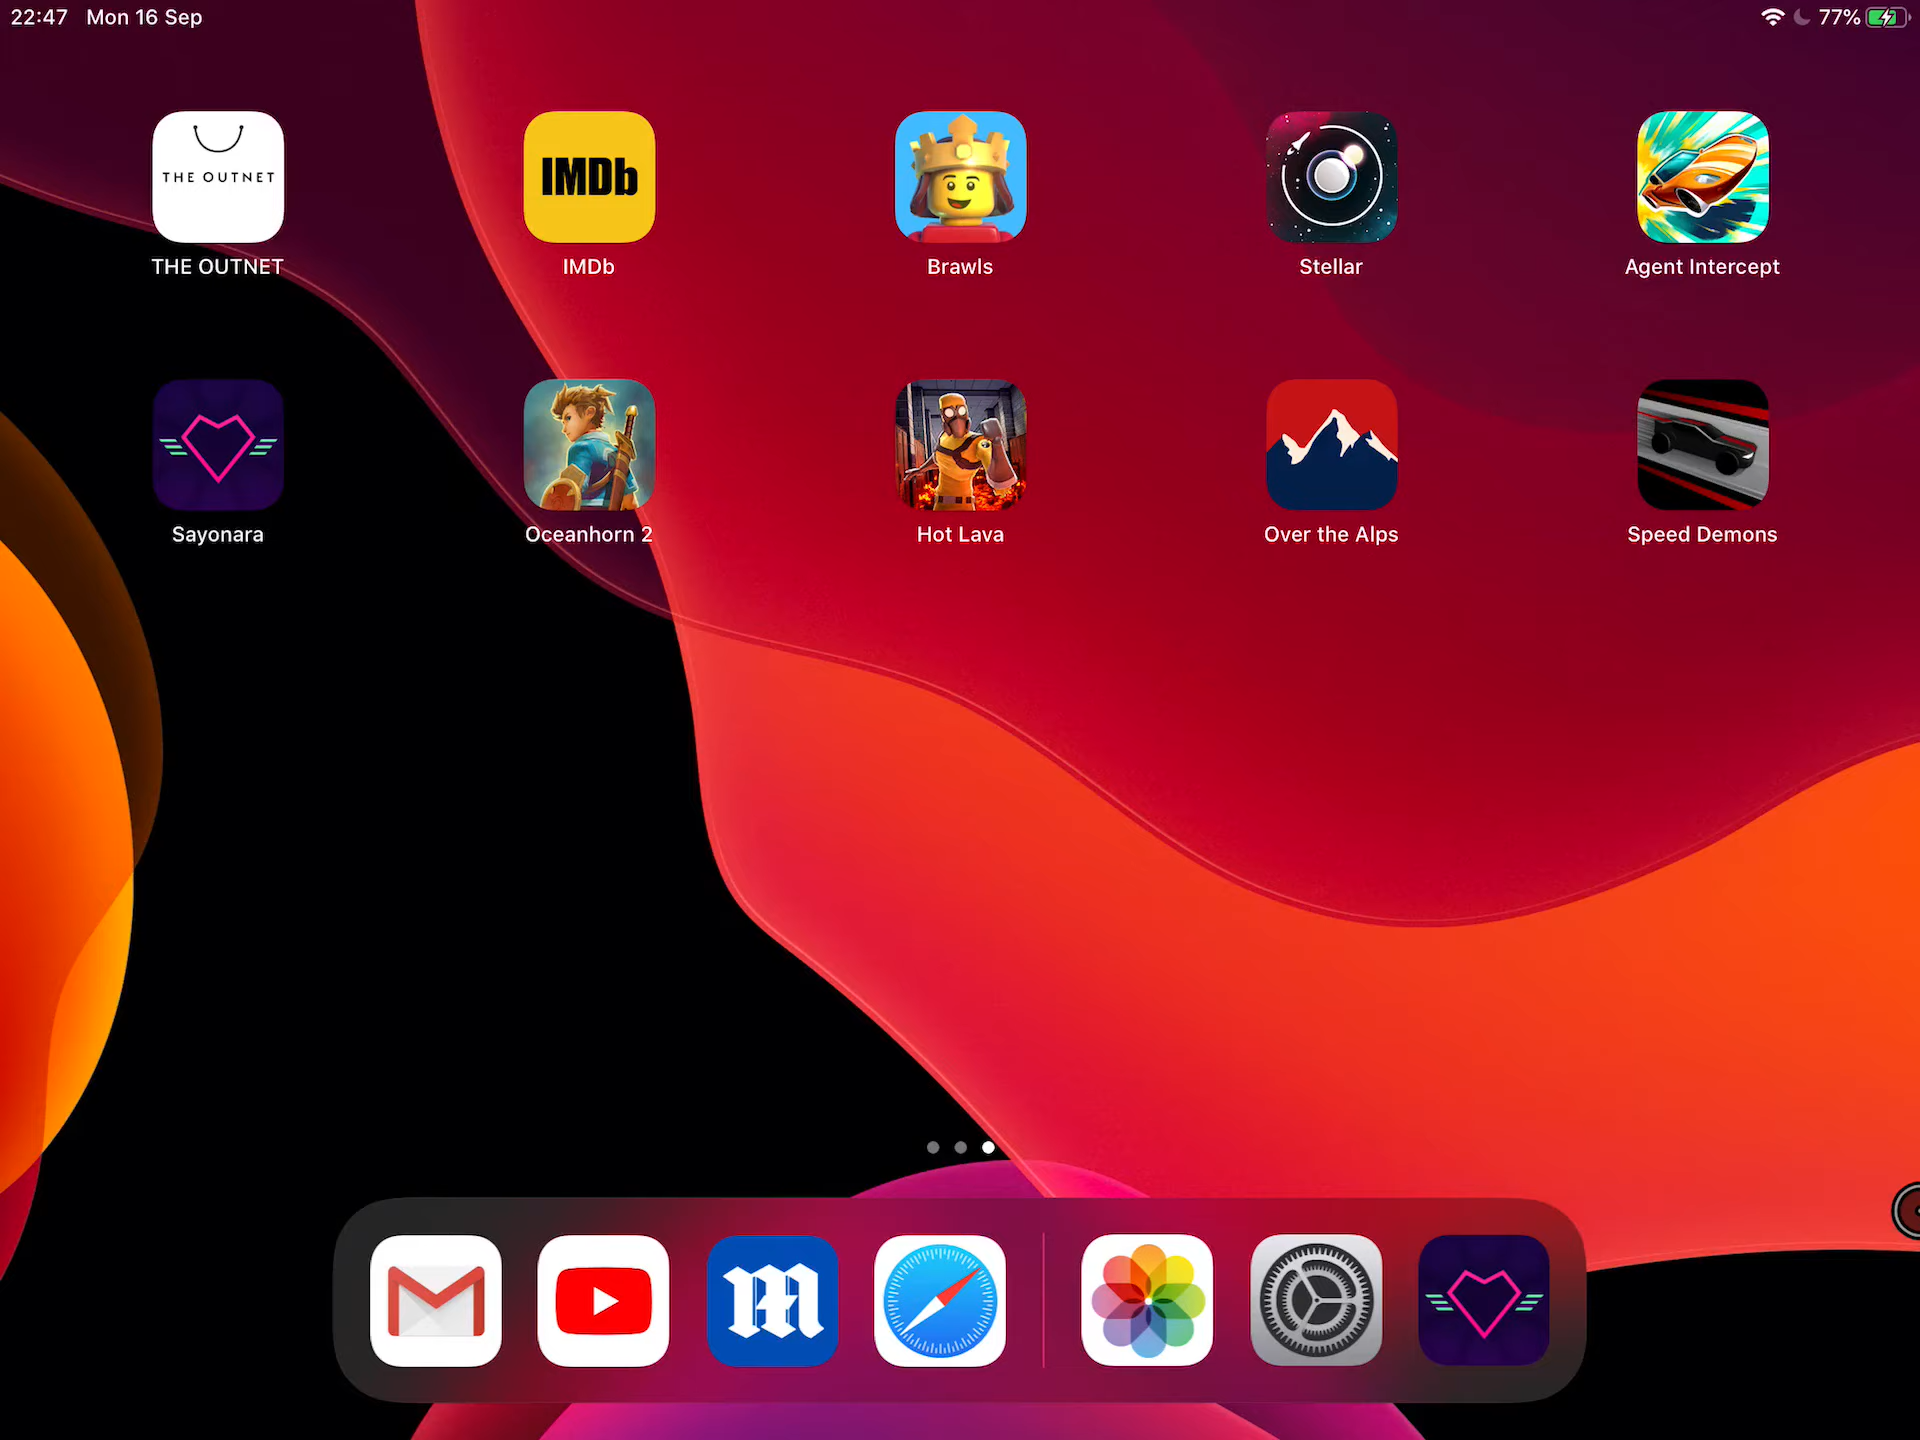 22:47 Mon 16 Sep 77%
THE OUTNET
IMDb
THE OUTNET IMDb Brawls Stellar Agent Intercept
Sayonara Oceanhorn 2 Hot Lava Over the Alps Speed Demons
m